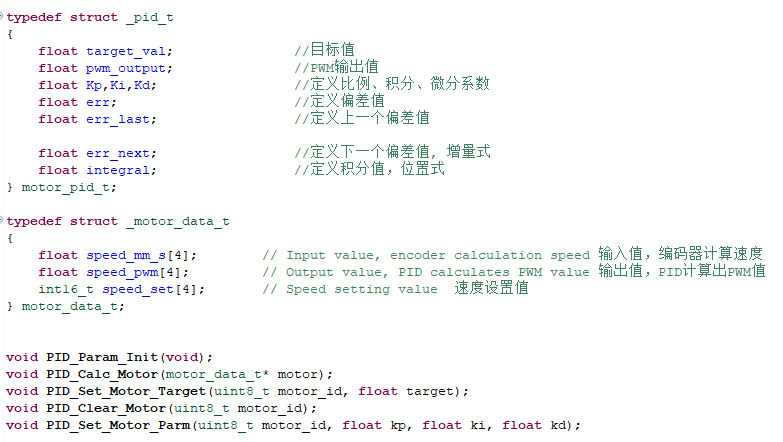 typedef struct _pid_t
{
    float target_val;               //目标值
    float pwm_output;               //PWM输出值
    float Kp,Ki,Kd;                 //定义比例、积分、微分系数
    float err;                      //定义偏差值
    float err_last;                 //定义上一个偏差值
    float err_next;                 //定义下一个偏差值, 增量式
    float integral;                 //定义积分值，位置式
} motor_pid_t;
typedef struct _motor_data_t
{
    float speed_mm_s[4];        // Input value, encoder calculation speed 输入值，编码器计算速度
    float speed_pwm[4];         // Output value, PID calculates PWM value 输出值，PID计算出PWM值
    int16_t speed_set[4];       // Speed setting value  速度设置值
} motor_data_t;
void PID_Param_Init(void);
void PID_Calc_Motor(motor_data_t* motor);
void PID_Set_Motor_Target(uint8_t motor_id, float target);
void PID_Clear_Motor(uint8_t motor_id);
void PID_Set_Motor_Parm(uint8_t motor_id, float kp, float ki, float kd);